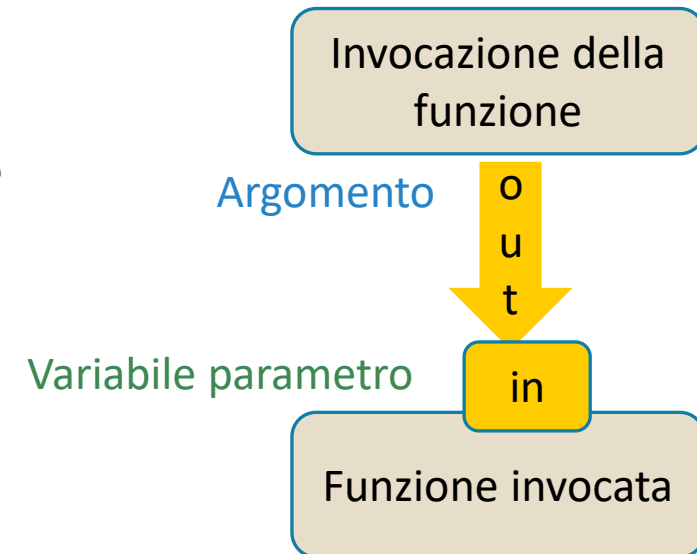 Invocazione della
funzione
Argomento
o
u
t
Variabile parametro
in
Funzione invocata